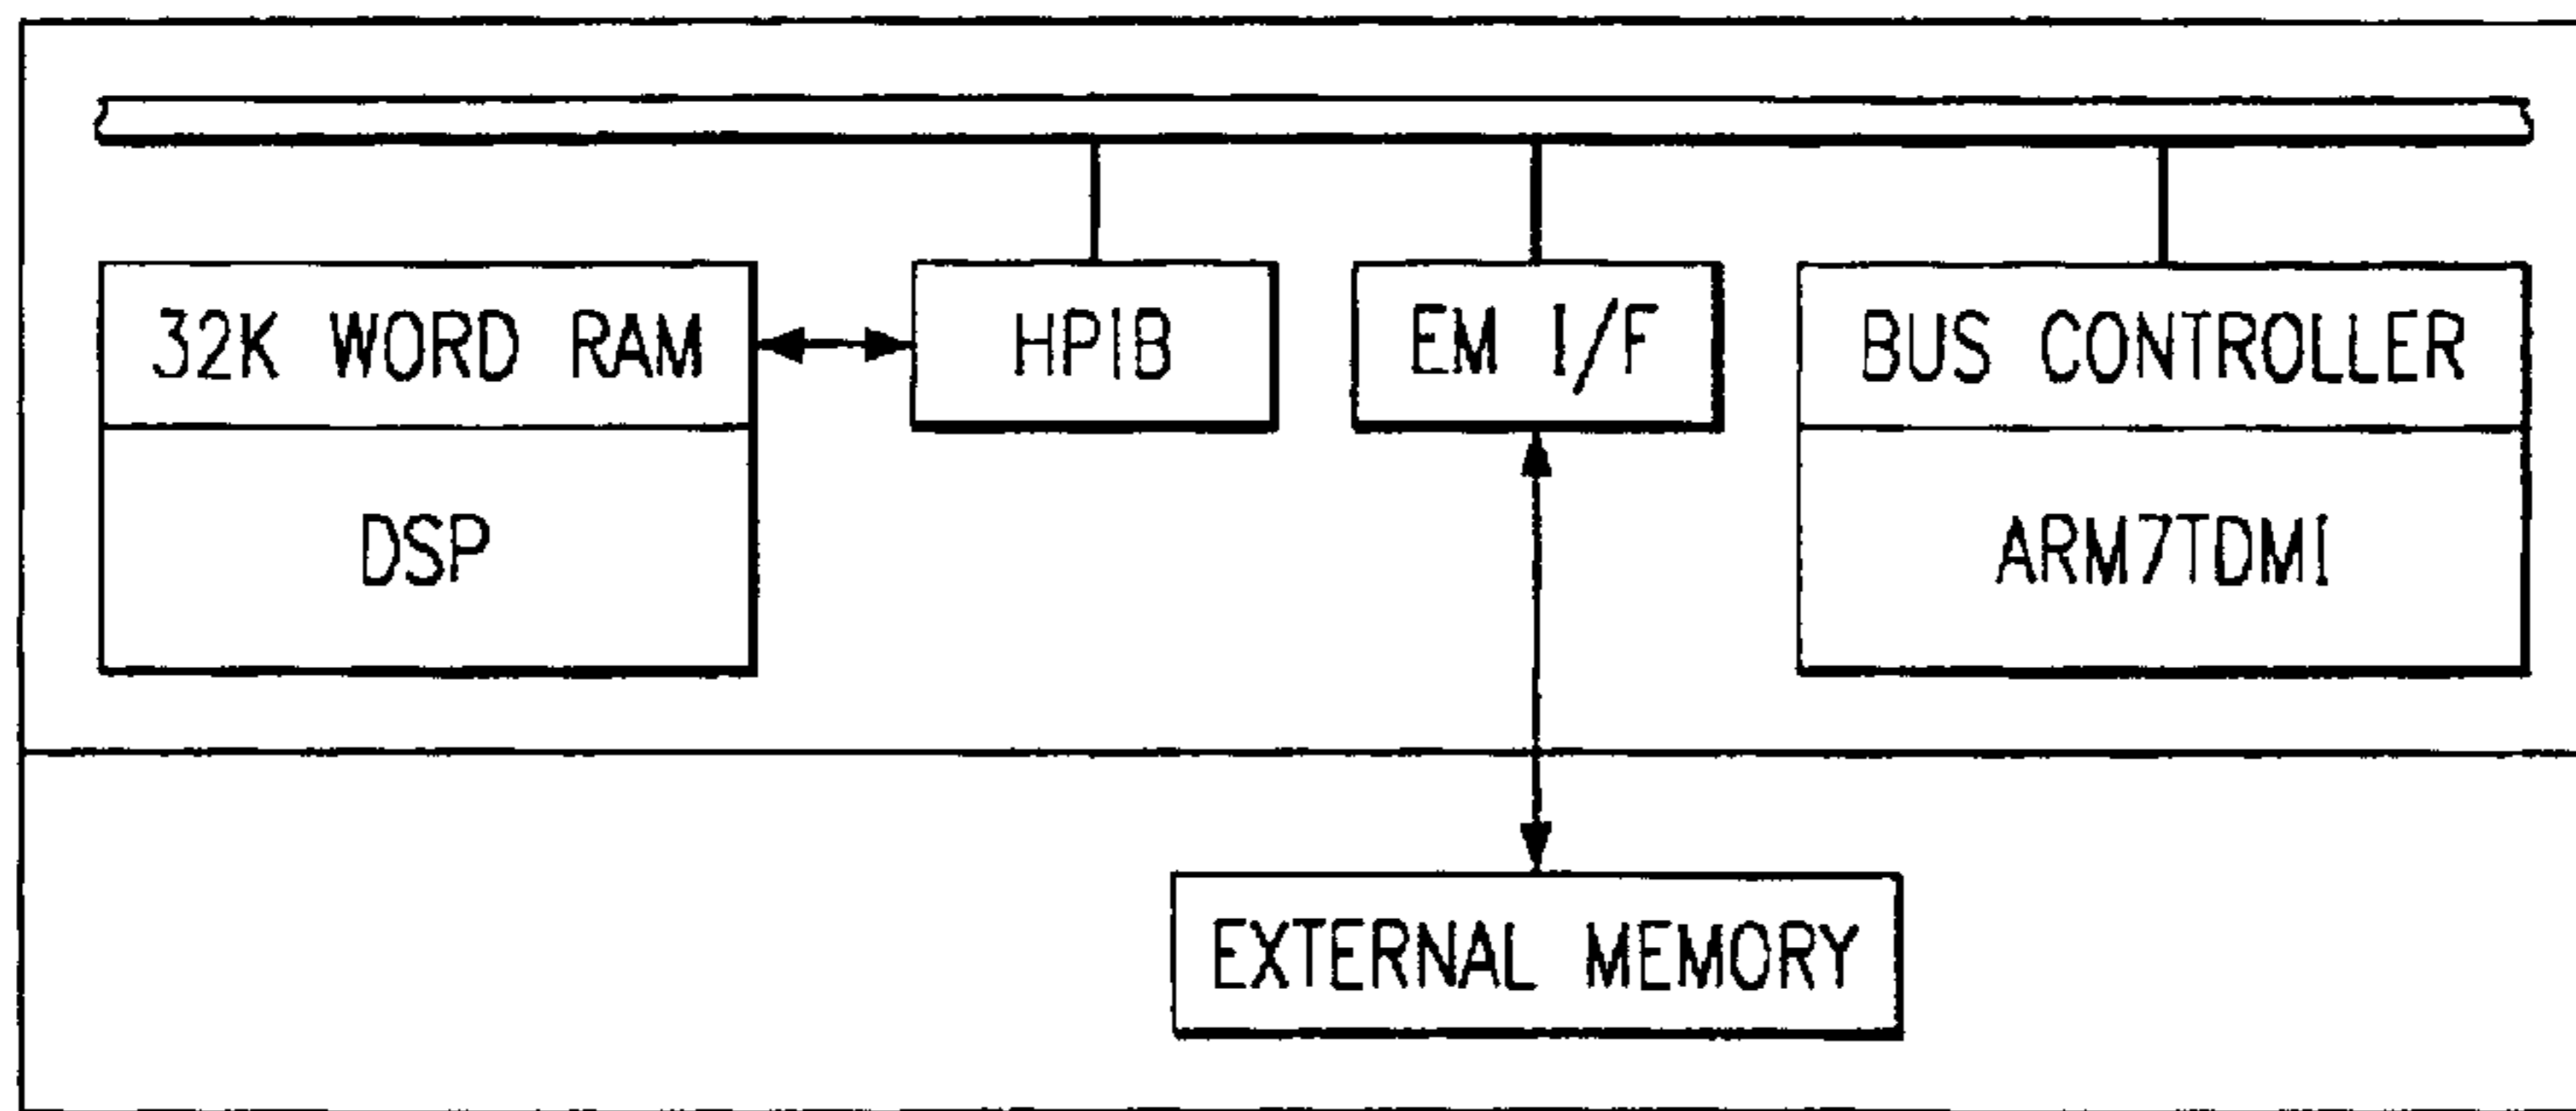 32K WORD RAM
HPIB
EM I/F
BUS CONTROLLER
DSP
ARM7TDMI
EXTERNAL MEMORY